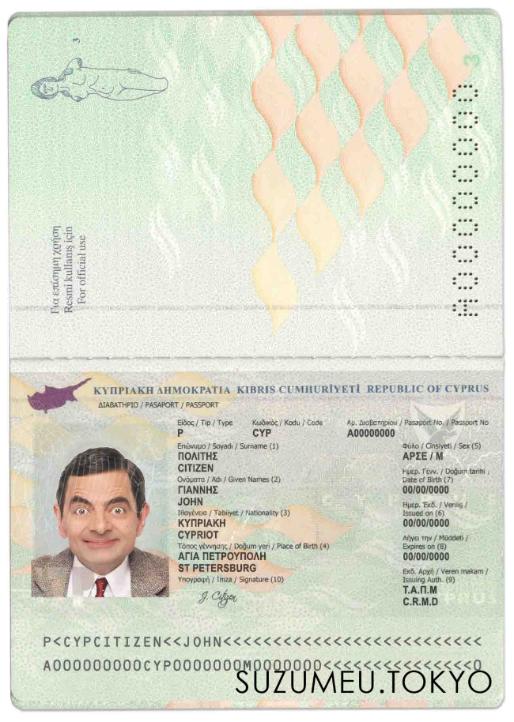 3
3
A00000000
Για επίσημη χρήση
Resmi kullanış için
For official use
ΚΥΠΡΙΑΚΗ ΔΗΜΟΚΡΑΤΙΑ KIBRIS CUMHURİYETİ REPUBLIC OF CYPRUS
ΔΙΑΒΑΤΗΡΙΟ / PASAPORT / PASSPORT
Είδος / Tip / Type Κωδικός / Kodu / Code Αρ. Διαβατηρίου / Pasaport No. / Passport No
P CYP A00000000
Επώνυμο / Soyadı / Surname (1) Φύλο / Cinsiyeti / Sex (5)
ΠΟΛΙΤΗΣ ΑΡΣΕ / M
CITIZEN
Ονόματα / Adı / Given Names (2) Ημερ. Γενν. / Doğum tarihi / Date of Birth (7)
ΓΙΑΝΝΗΣ 00/00/0000
JOHN
Ιθαγένεια / Tabiiyet / Nationality (3) Ημερ. Έκδ. / Veriliş / Issued on (6)
ΚΥΠΡΙΑΚΗ 00/00/0000
CYPRIOT
Τόπος γέννησης / Doğum yeri / Place of Birth (4) Λήγει την / Müddeti / Expires on (8)
ΑΓΙΑ ΠΕΤΡΟΥΠΟΛΗ 00/00/0000
ST PETERSBURG
Υπογραφή / İmza / Signature (10) Εκδ. Αρχή / Veren makam / Issuing Auth. (9)
J. Citizen Τ.Α.Π.Μ
C.R.M.D
P<CYPCITIZEN<<JOHN<<<<<<<<<<<<<<<<<<<<<<<<<<
A000000000CYP0000000M0000000<<<<<<<<<<<<<<<0
SUZUMEU.TOKYO